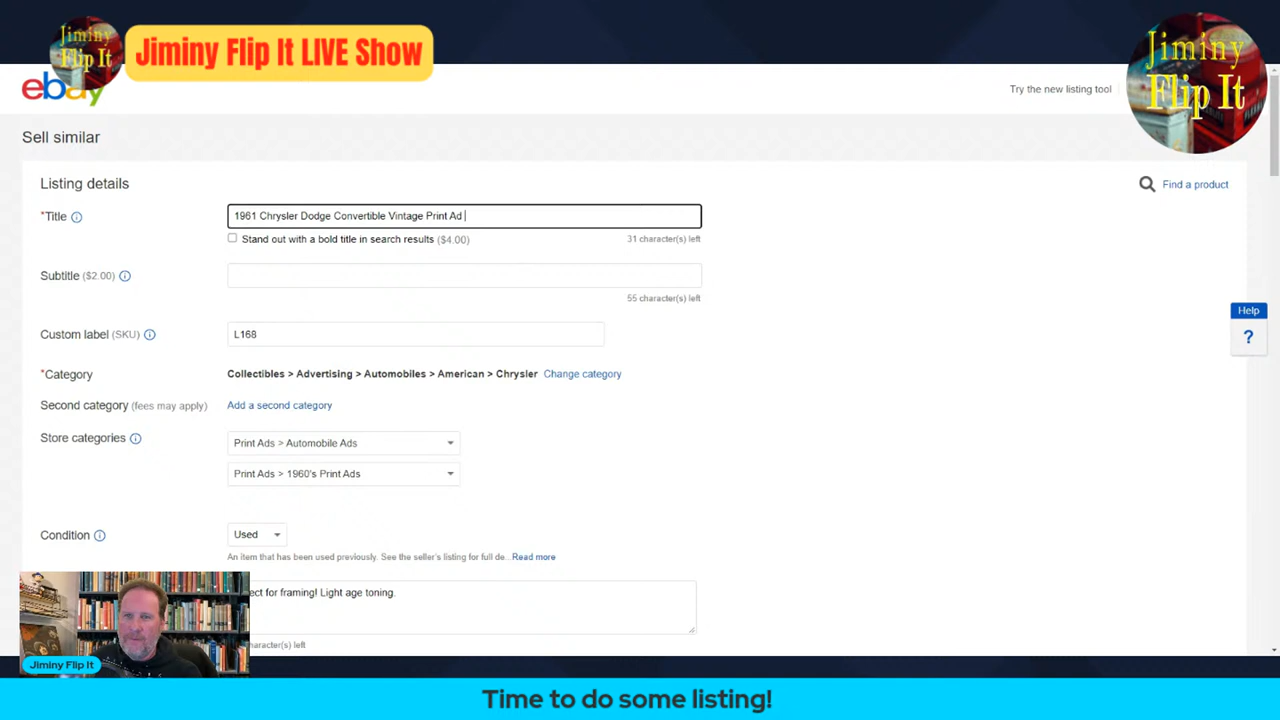 Jiminy
Flip It
Jiminy Flip It LIVE Show
Jiminy
Flip It
ebay
Try the new listing tool
Sell similar
Listing details
Find a product
*Title
1961 Chrysler Dodge Convertible Vintage Print Ad
Stand out with a bold title in search results ($4.00)
31 character(s) left
Subtitle ($2.00)
55 character(s) left
Help
?
Custom label (SKU)
L168
*Category
Collectibles > Advertising > Automobiles > American > Chrysler Change category
Second category (fees may apply)
Add a second category
Store categories
Print Ads > Automobile Ads
Print Ads > 1960's Print Ads
Condition
Used
An item that has been used previously. See the seller's listing for full de... Read more
ect for framing! Light age toning.
haracter(s) left
Jiminy Flip It
Time to do some listing!